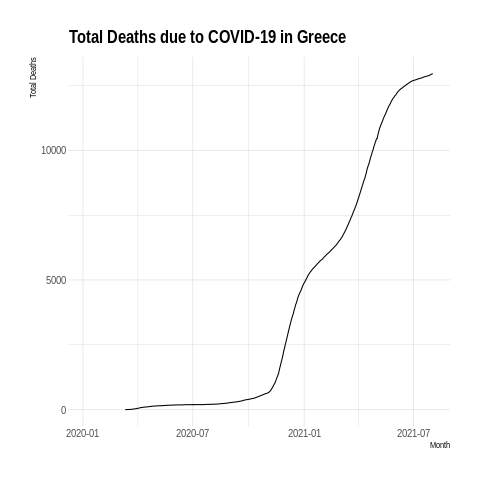 Total Deaths due to COVID-19 in Greece
Total Deaths
10000
5000
0
2020-01 2020-07 2021-01 2021-07
Month